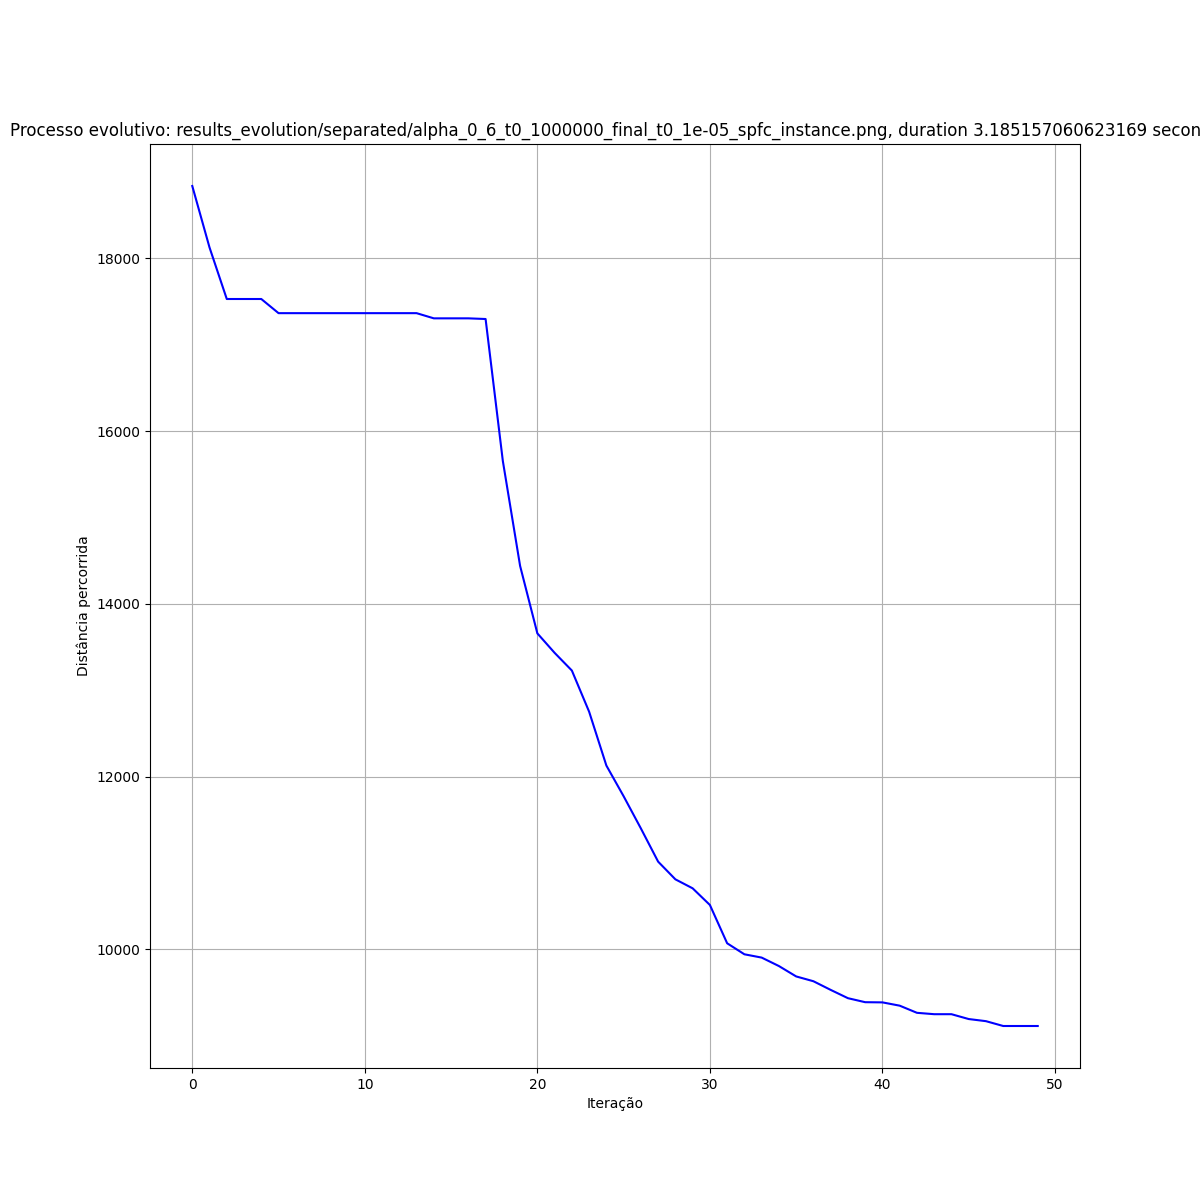 Processo evolutivo: results_evolution/separated/alpha_0_6_t0_1000000_final_t0_1e-05_spfc_instance.png, duration 3.185157060623169 secon
18000
16000
14000
12000
10000
Distância percorrida
0 10 20 30 40 50
Iteração